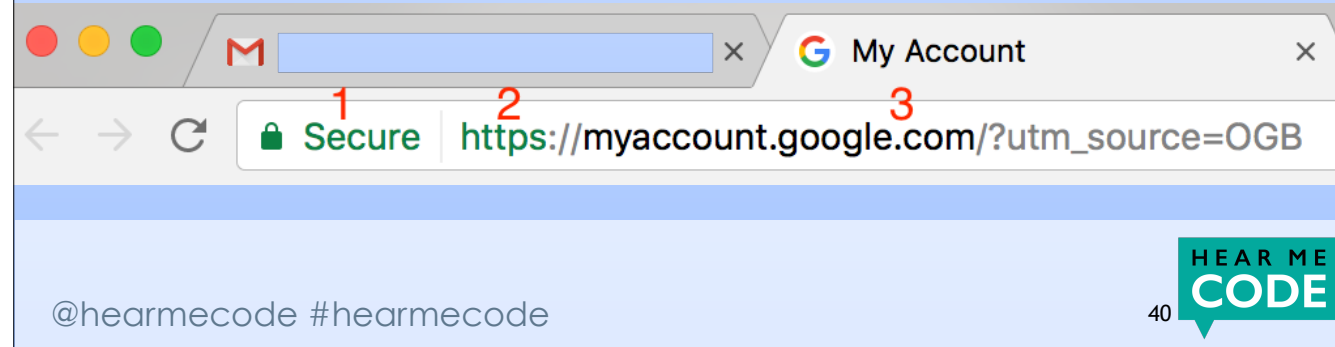 My Account
1 2 3
Secure https://myaccount.google.com/?utm_source=OGB
HEAR ME
CODE
@hearmecode #hearmecode
40